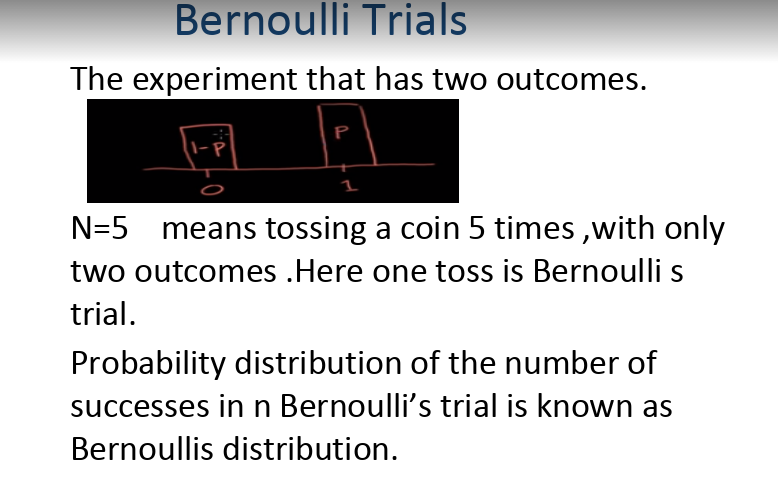 Bernoulli Trials
The experiment that has two outcomes.
1-P
P
0
1
N=5 means tossing a coin 5 times ,with only
two outcomes .Here one toss is Bernoulli s
trial.
Probability distribution of the number of
successes in n Bernoulli’s trial is known as
Bernoullis distribution.